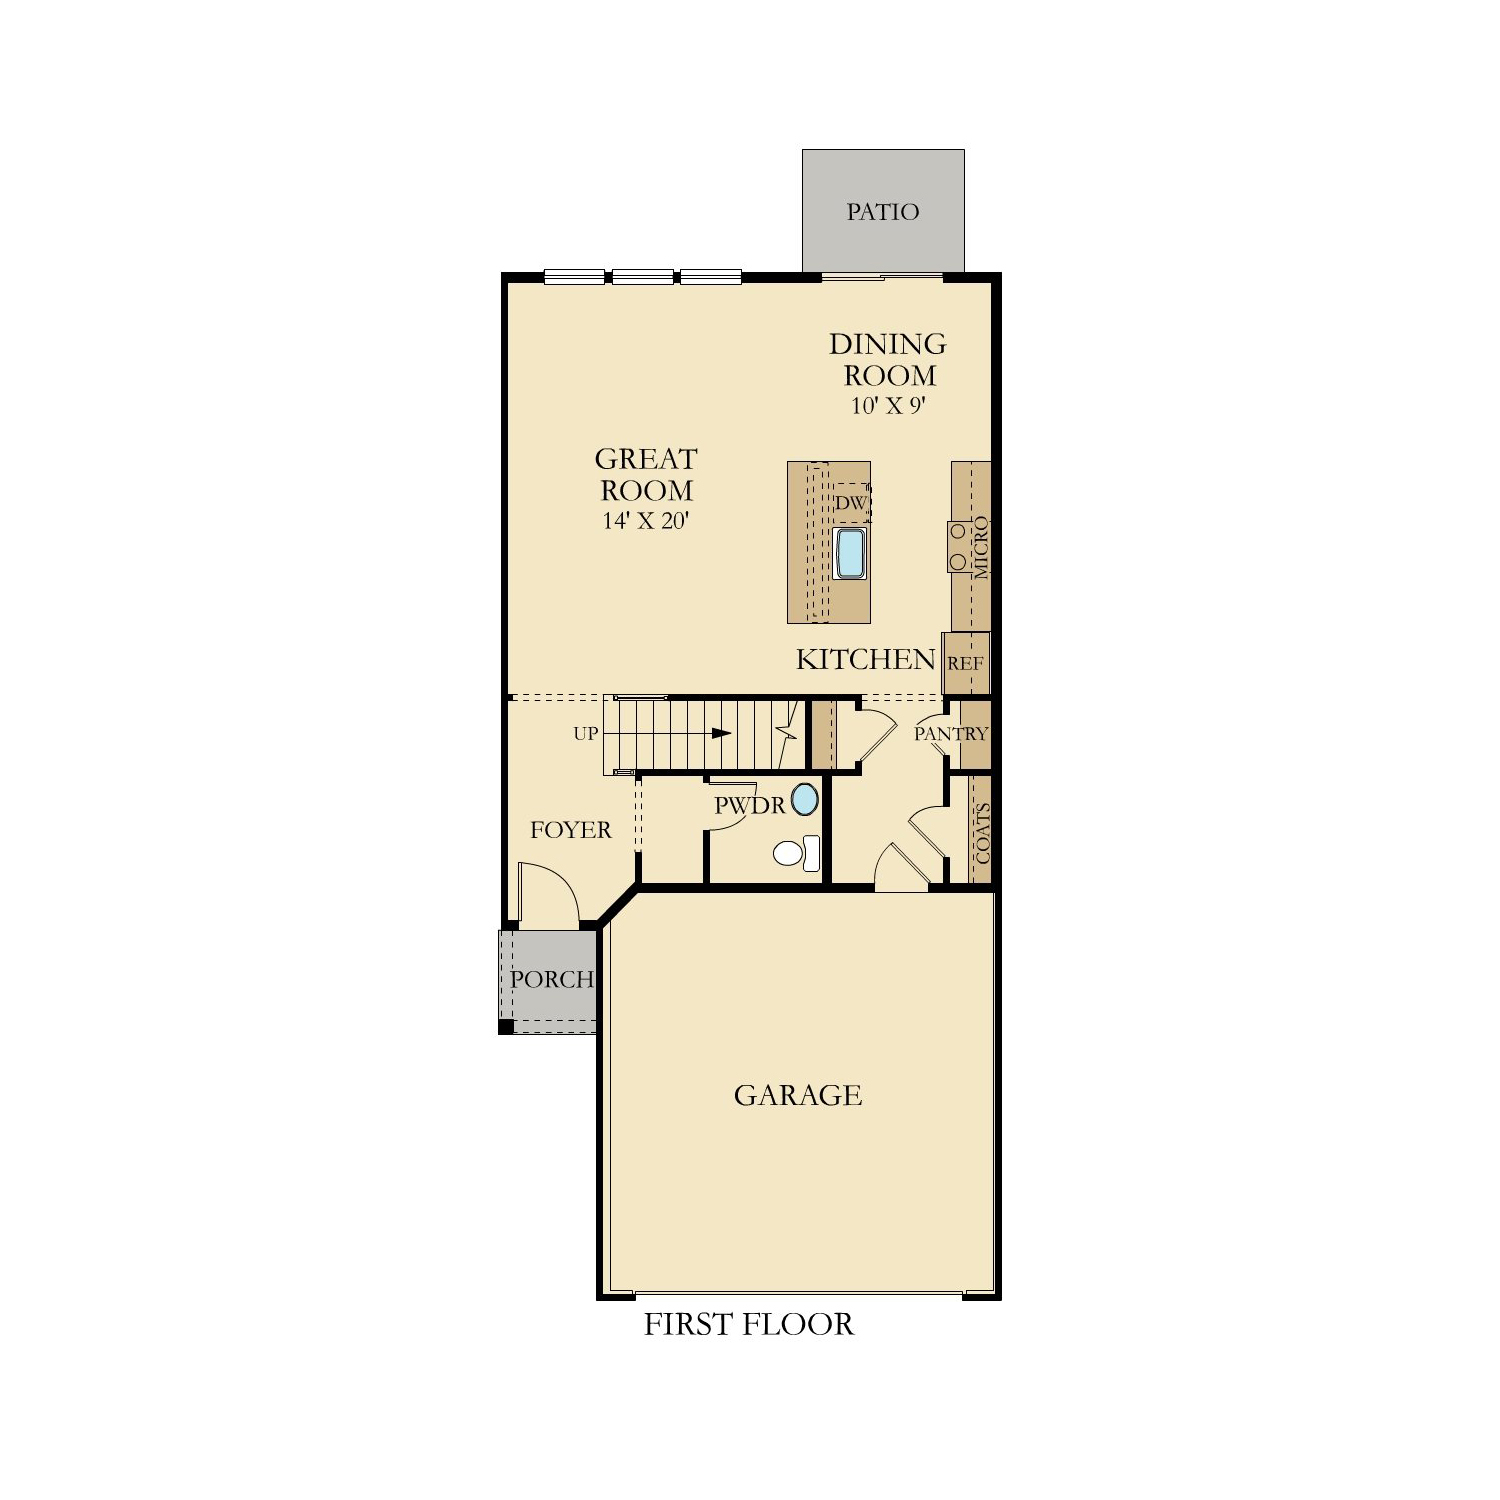 PATIO
DINING
ROOM
10' X 9'
GREAT
ROOM
14' X 20'
DW
MICRO
KITCHEN
REF
UP
PANTRY
PWDR
FOYER
COATS
PORCH
GARAGE
FIRST FLOOR